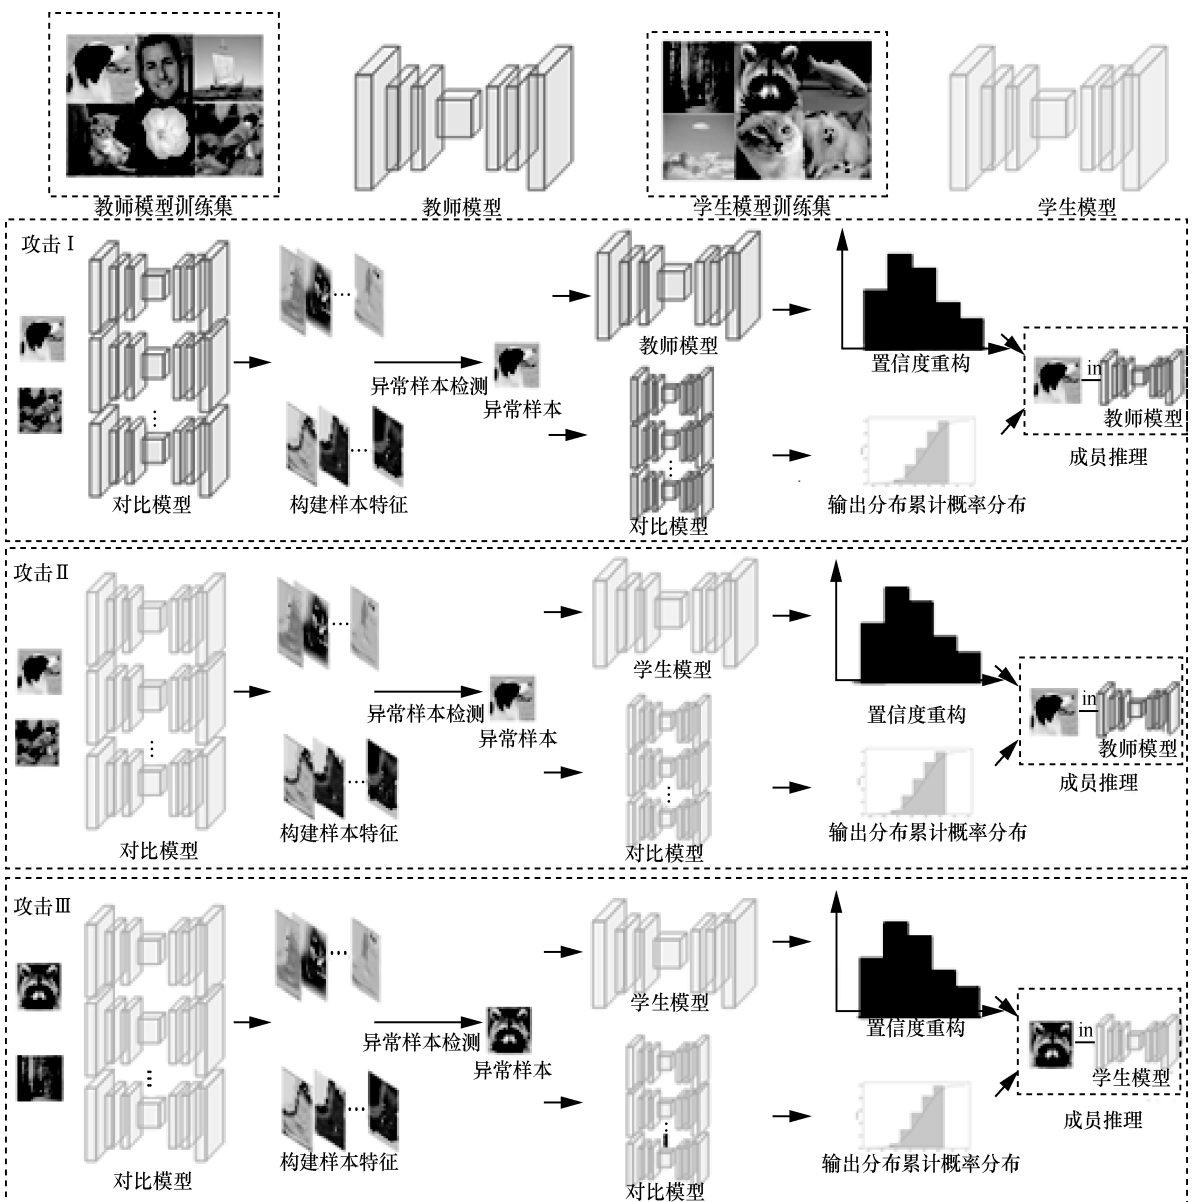 教师模型训练集
教师模型
学生模型训练集
学生模型
攻击Ⅰ
对比模型
构建样本特征
异常样本检测
异常样本
教师模型
对比模型
置信度重构
输出分布累计概率分布
in
教师模型
成员推理
攻击Ⅱ
对比模型
构建样本特征
异常样本检测
异常样本
学生模型
对比模型
置信度重构
输出分布累计概率分布
in
教师模型
成员推理
攻击Ⅲ
对比模型
构建样本特征
异常样本检测
异常样本
学生模型
对比模型
置信度重构
输出分布累计概率分布
in
学生模型
成员推理